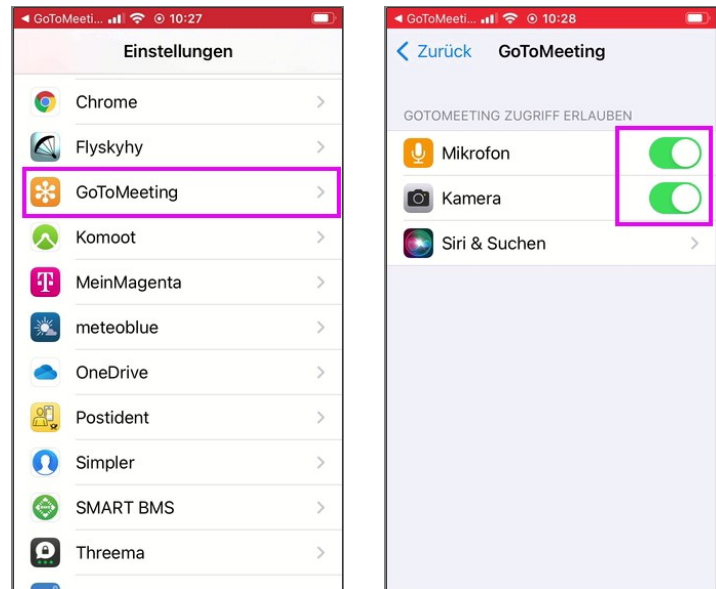 GoToMeeti... 10:27
Einstellungen
Chrome
Flyskyhy
GoToMeeting
Komoot
MeinMagenta
meteoblue
OneDrive
Postident
Simpler
SMART BMS
Threema
GoToMeeti... 10:28
Zurück GoToMeeting
GOTOMEETING ZUGRIFF ERLAUBEN
Mikrofon
Kamera
Siri & Suchen